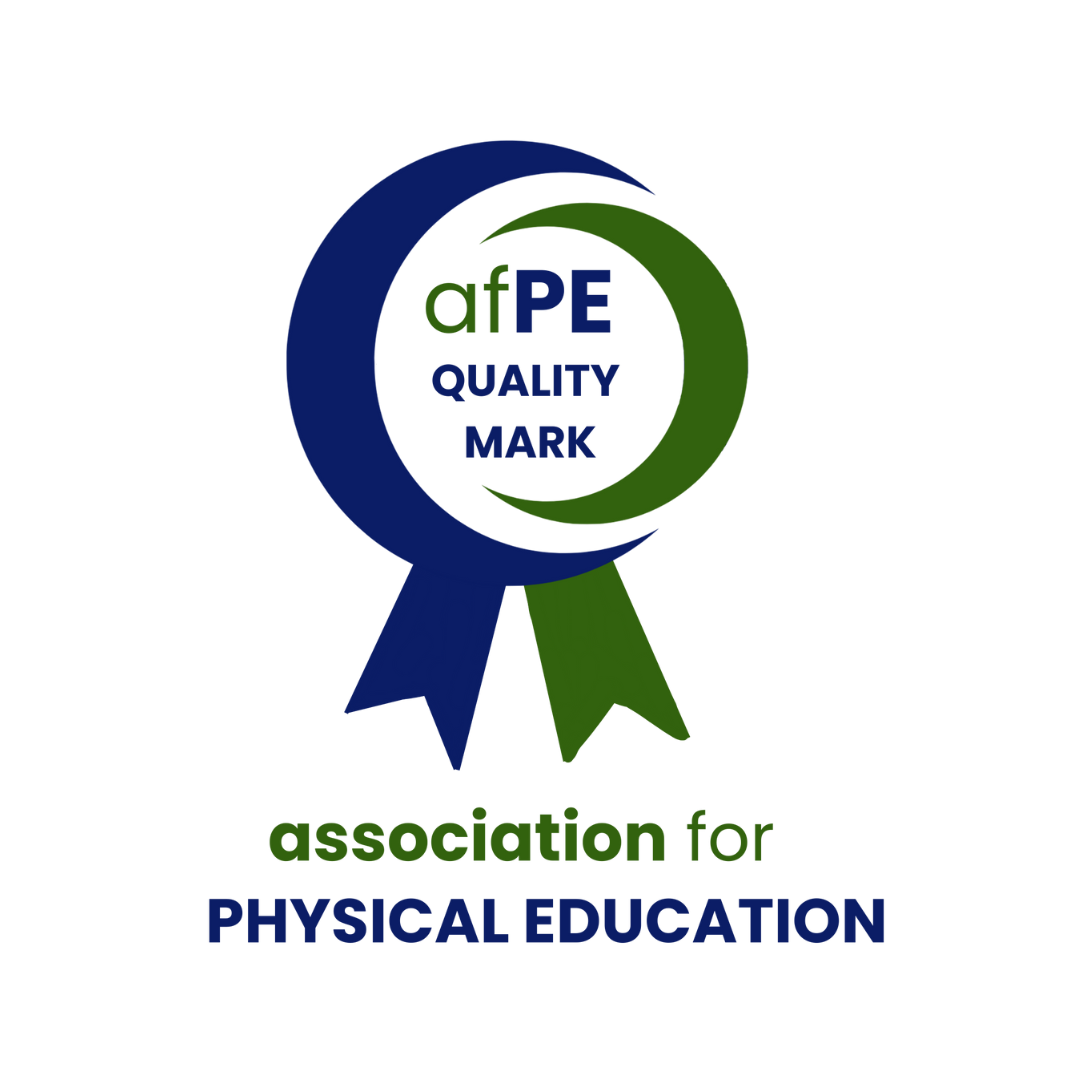 afPE
QUALITY
MARK
association for
PHYSICAL EDUCATION